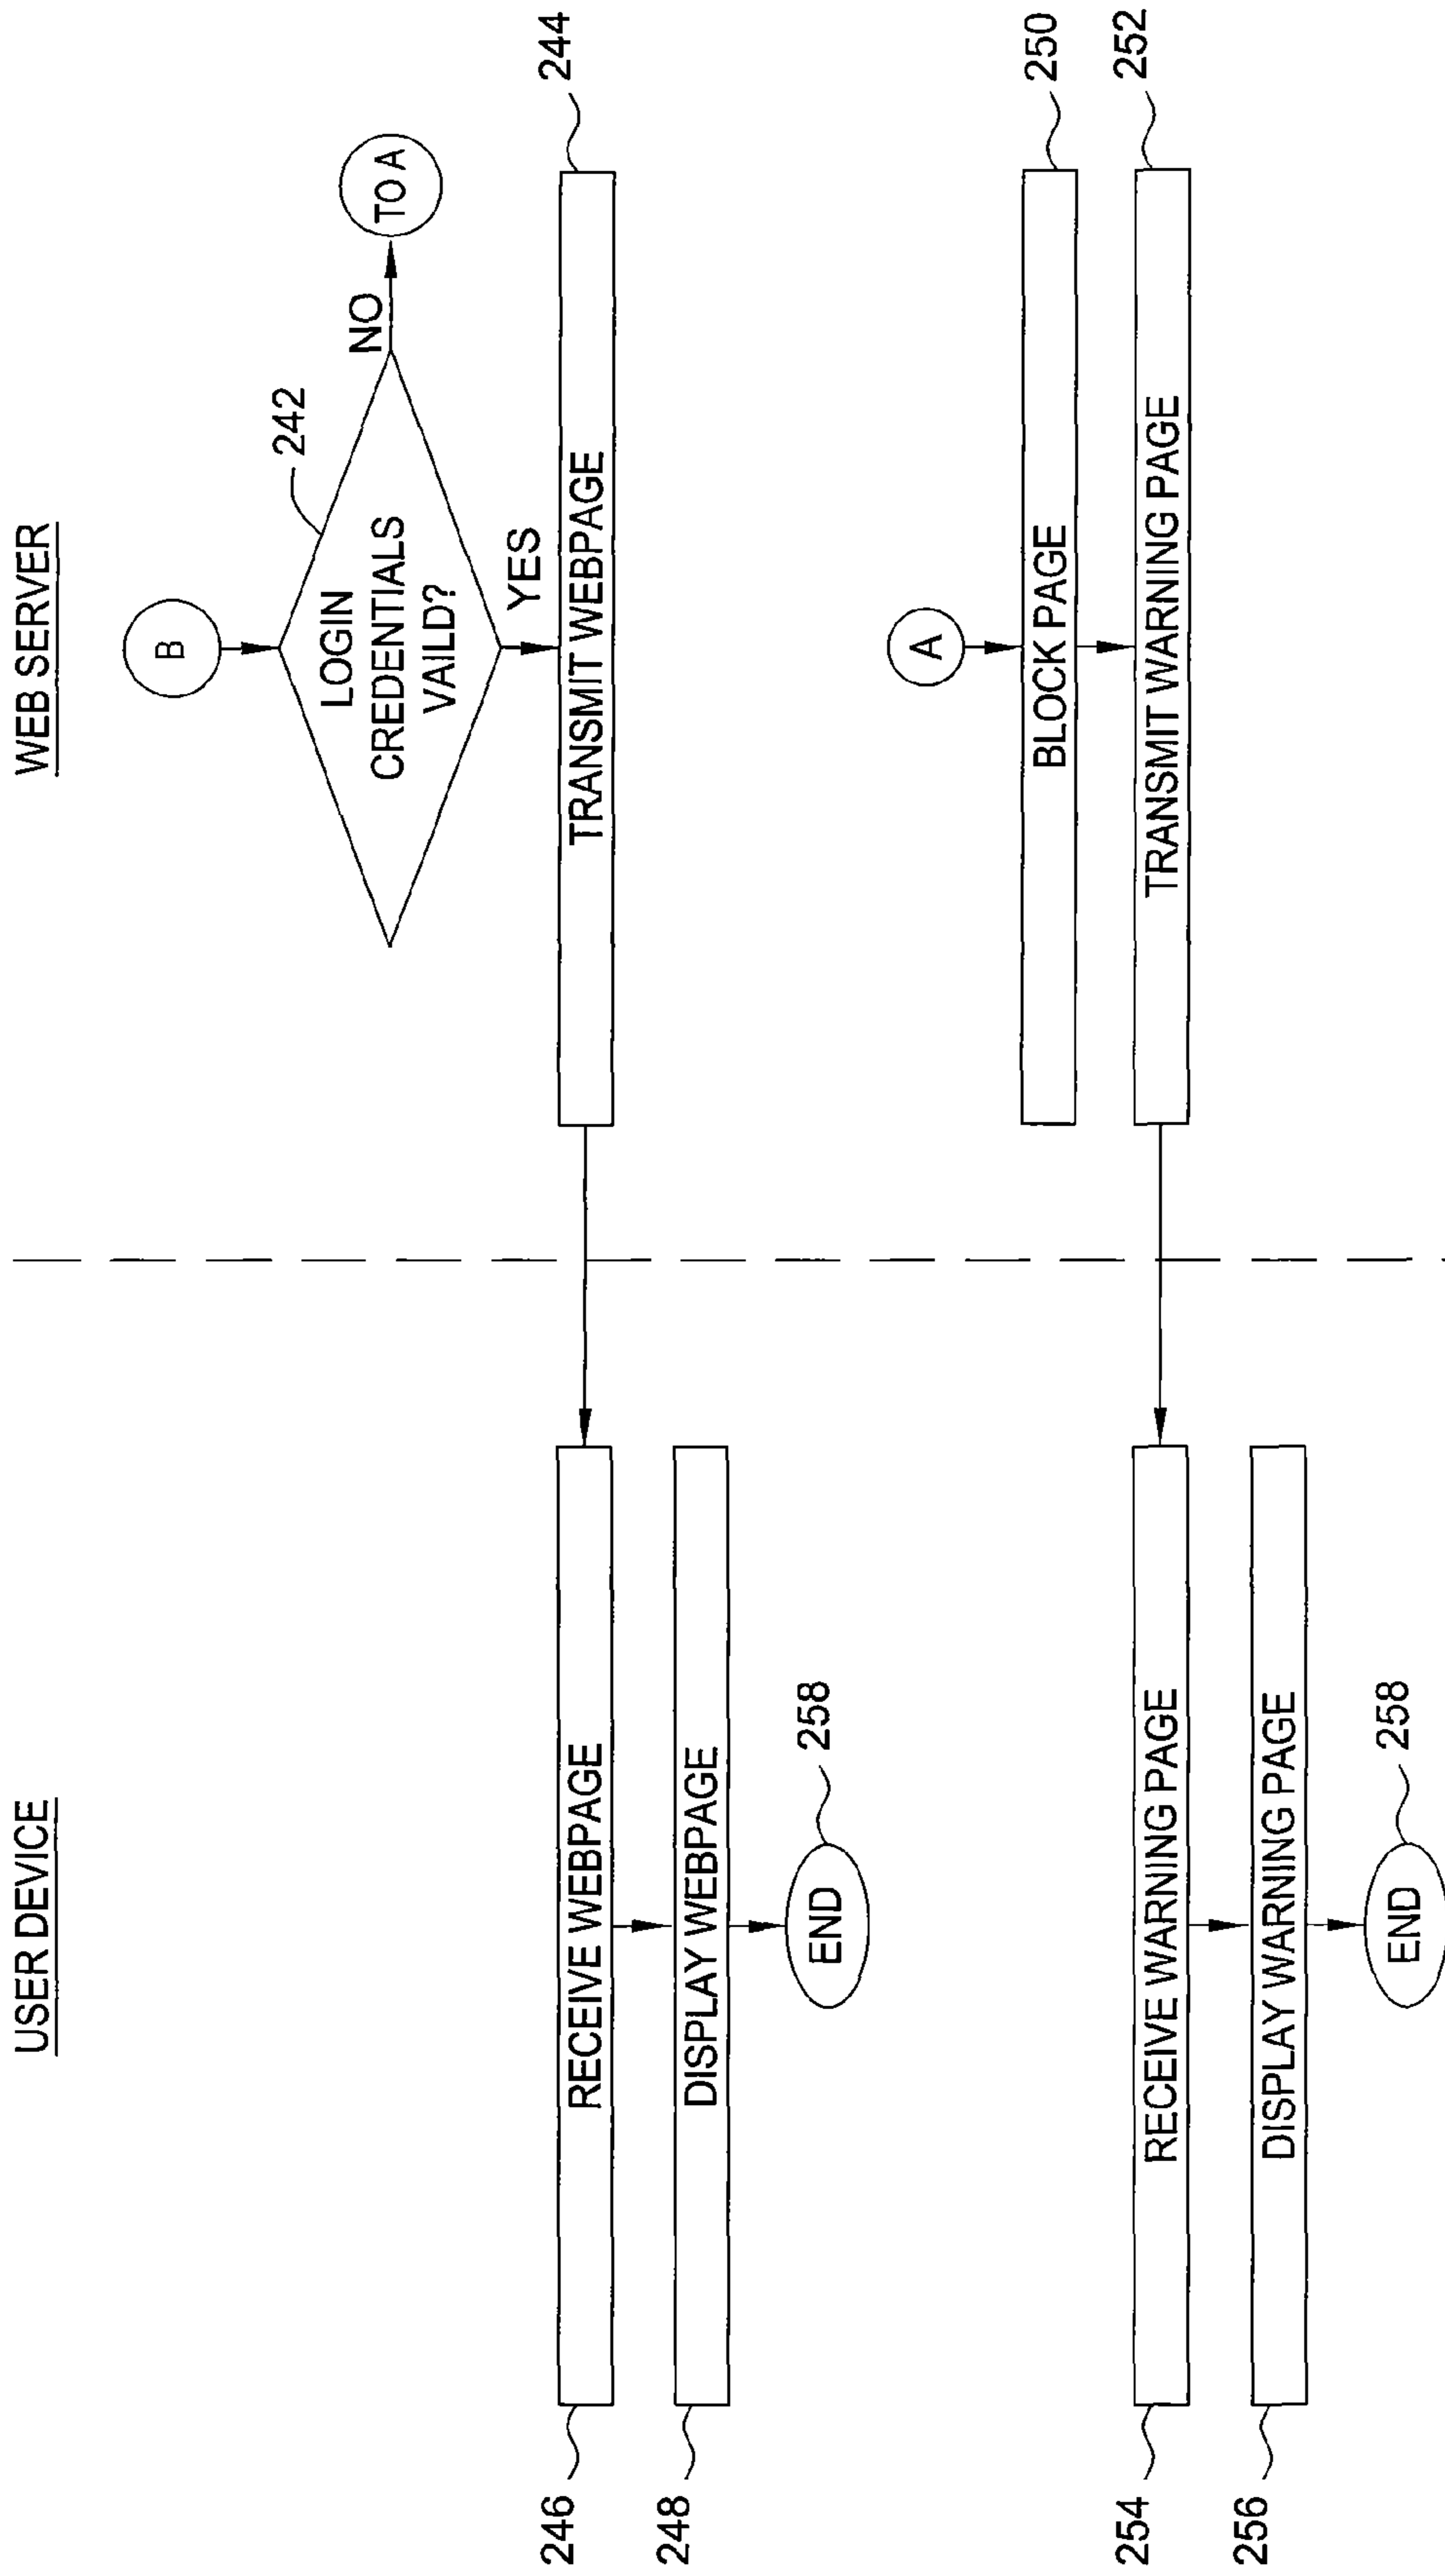 USER DEVICE
WEB SERVER
B
242
LOGIN
CREDENTIALS
VAILD?
NO
TO A
YES
TRANSMIT WEBPAGE
244
246
RECEIVE WEBPAGE
248
DISPLAY WEBPAGE
END
258
A
BLOCK PAGE
250
TRANSMIT WARNING PAGE
252
254
RECEIVE WARNING PAGE
256
DISPLAY WARNING PAGE
END
258